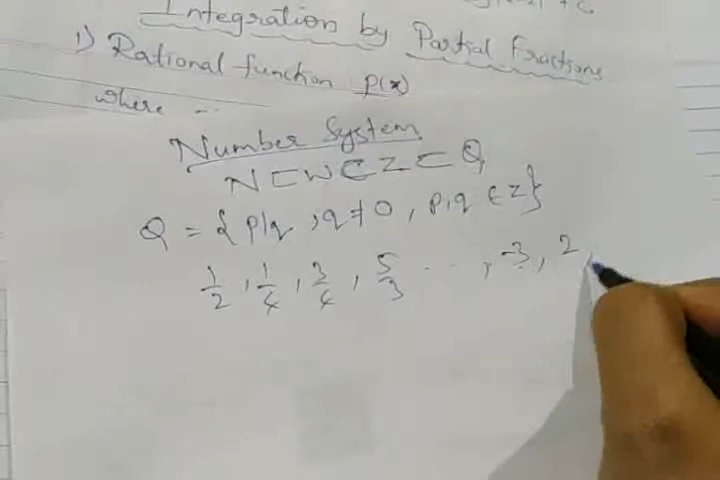 Integration by Partial Fractions
1) Rational function P(x)
where ...
Number System
N ⊂ W ⊂ Z ⊂ Q
Q = { p/q , q ≠ 0 , p, q ∈ Z }
1/2 , 1/4 , 3/4 , 5/3 ... , -3 , 2 ,